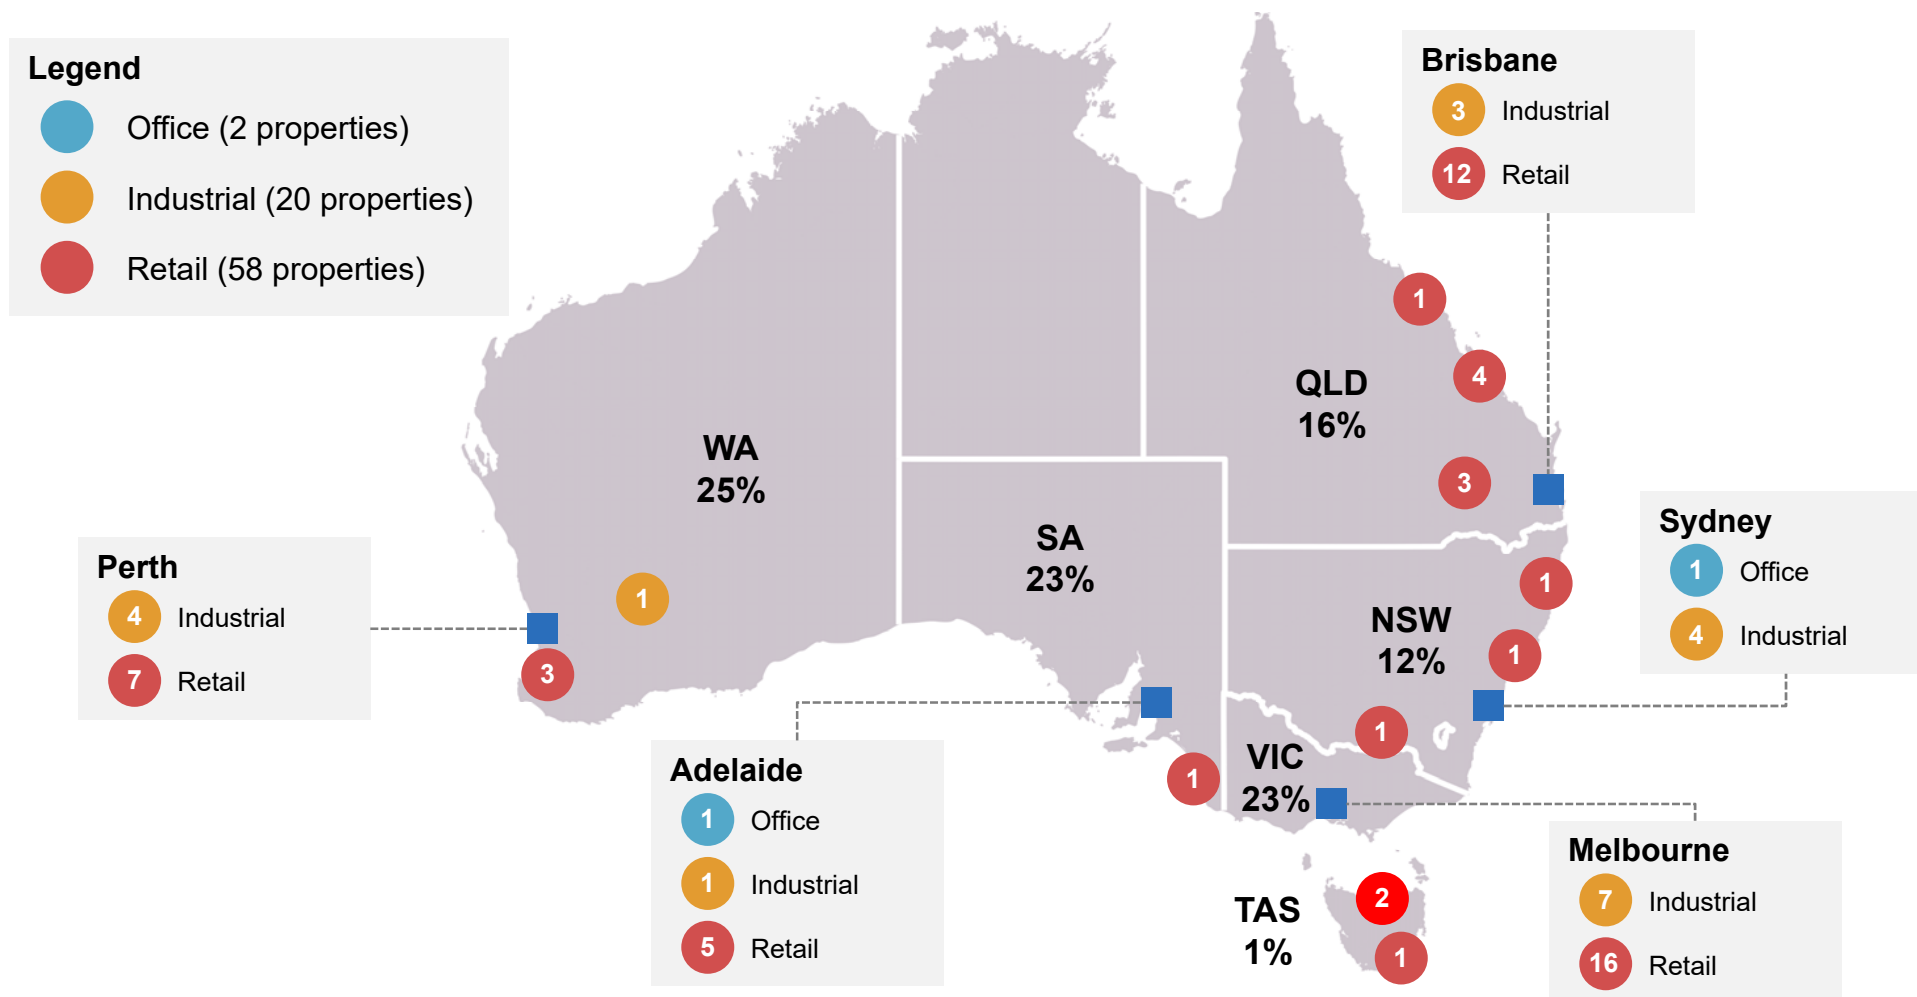 Legend
Office (2 properties)
Industrial (20 properties)
Retail (58 properties)
Brisbane
3 Industrial
12 Retail
1
4
QLD
16%
3
WA
25%
SA
23%
Sydney
1 Office
4 Industrial
Perth
4 Industrial
7 Retail
1
3
NSW
12%
1
1
1
VIC
23%
1
Adelaide
1 Office
1 Industrial
5 Retail
Melbourne
7 Industrial
16 Retail
TAS
1%
2
1